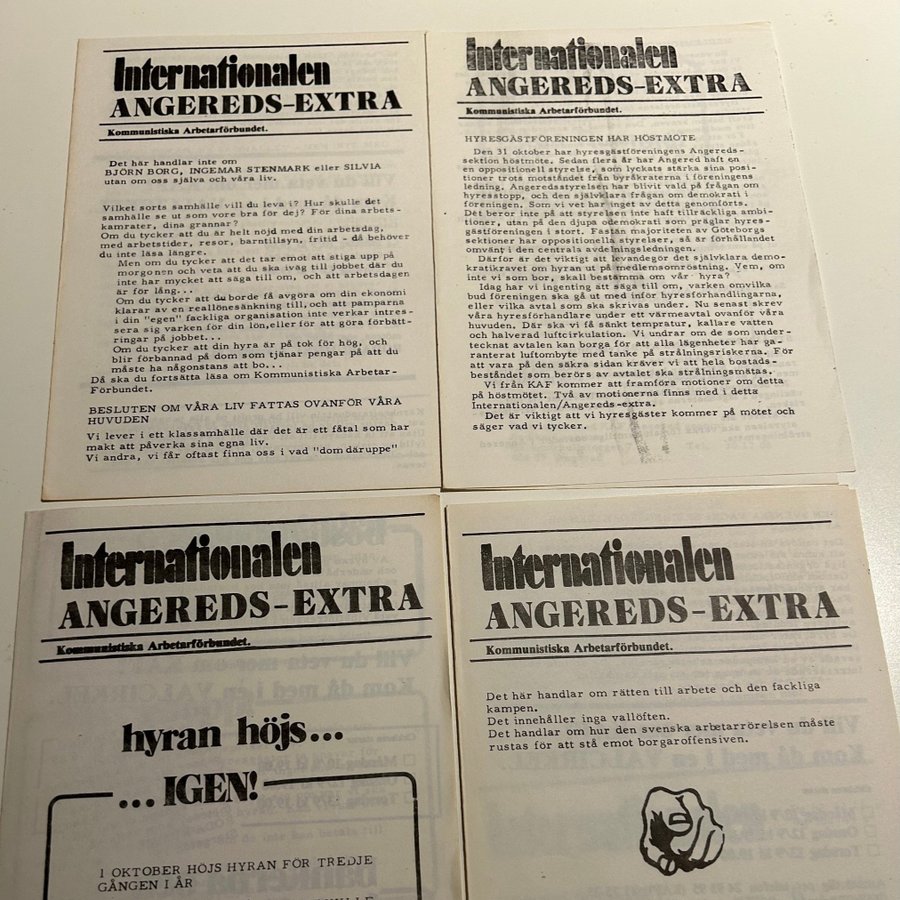 Internationalen
ANGEREDS-EXTRA
Kommunistiska Arbetarförbundet.
Det här handlar inte om
BJÖRN BORG, INGEMAR STENMARK eller SILVIA
utan om oss själva och våra liv.
Vilket sorts samhälle vill du leva i? Hur skulle det
samhälle se ut som vore bra för dej? För dina arbets-
kamrater, dina grannar?
Om du tycker att du är helt nöjd med din arbetsdag,
med arbetstider, resor, barntillsyn, fritid - då behöver
du inte läsa längre.
Men om du tycker att det tar emot att stiga upp på
morgonen och veta att du ska iväg till jobbet där du
inte har mycket att säga till om, och att arbetsdagen
är för lång...
Om du tycker att du borde få avgöra om din ekonomi
klarar av en reallönesänkning till, och att pamparna
i din "egen" fackliga organisation inte verkar intres-
sera sig varken för din lön, eller för att göra förbätt-
ringar på jobbet...
Om du tycker att din hyra är på tok för hög, och
blir förbannad på dom som tjänar pengar på att du
måste ha någonstans att bo...
Då ska du fortsätta läsa om Kommunistiska Arbetar-
Förbundet.
BESLUTEN OM VÅRA LIV FATTAS OVANFÖR VÅRA
HUVUDEN
Vi lever i ett klassamhälle där det är ett fåtal som har
makt att påverka sina egna liv.
Vi andra, vi får oftast finna oss i vad "dom däruppe"
Internationalen
ANGEREDS-EXTRA
Kommunistiska Arbetarförbundet.
HYRESGÄSTFÖRENINGEN HAR HÖSTMÖTE
Den 31 oktober har hyresgästföreningens Angereds-
sektion höstmöte. Sedan flera år har Angered haft en
en oppositionell styrelse, som lyckats stärka sina posi-
tioner trots motståndet från byråkraterna i föreningens
ledning. Angeredsstyrelsen har blivit vald på frågan om
hyresstopp, och den självklara frågan om demokrati i
föreningen. Som vi vet har inget av detta genomförts.
Det beror inte på att styrelsen inte haft tillräckliga ambi-
tioner, utan på den djupa odemokrati som präglar hyres-
gästföreningen i stort. Fastän majoriteten av Göteborgs
sektioner har oppositionella styrelser, så är förhållandet
omvänt i den centrala avdelningsledningen.
Därför är det viktigt att levandegör det självklara demo-
kratikravet om hyran ut på medlemsomröstning. Vem, om
inte vi som bor, skall bestämma om vår hyra?
Idag har vi ingenting att säga till om, varken omvilka
bud föreningen ska gå ut med inför hyresförhandlingarna,
eller vilka avtal som ska skrivas under. Nu senast skrev
våra hyresförhandlare under ett värmeavtal ovanför våra
huvuden. Där ska vi få sänkt tempratur, kallare vatten
och halverad luftcirkulation. Vi undrar om de som under-
tecknat avtalen kan borga för att alla lägenheter har ga-
ranterat luftombyte med tanke på strålningsriskerna. För
att vara på den säkra sidan kräver vi att hela bostads-
beståndet som berörs av avtalet ska strålningsmätas.
Vi från KAF kommer att framföra motioner om detta
på höstmötet. Två av motionerna finns med i detta
Internationalen/Angereds-extra.
Det är viktigt att vi hyresgäster kommer på mötet och
säger vad vi tycker.
Internationalen
ANGEREDS-EXTRA
Kommunistiska Arbetarförbundet.
hyran höjs...
...IGEN!
1 OKTOBER HÖJS HYRAN FÖR TREDJE
GÅNGEN I ÅR
Internationalen
ANGEREDS-EXTRA
Kommunistiska Arbetarförbundet.
Det här handlar om rätten till arbete och den fackliga
kampen.
Det innehåller inga vallöften.
Det handlar om hur den svenska arbetarrörelsen måste
rustas för att stå emot borgaroffensiven.